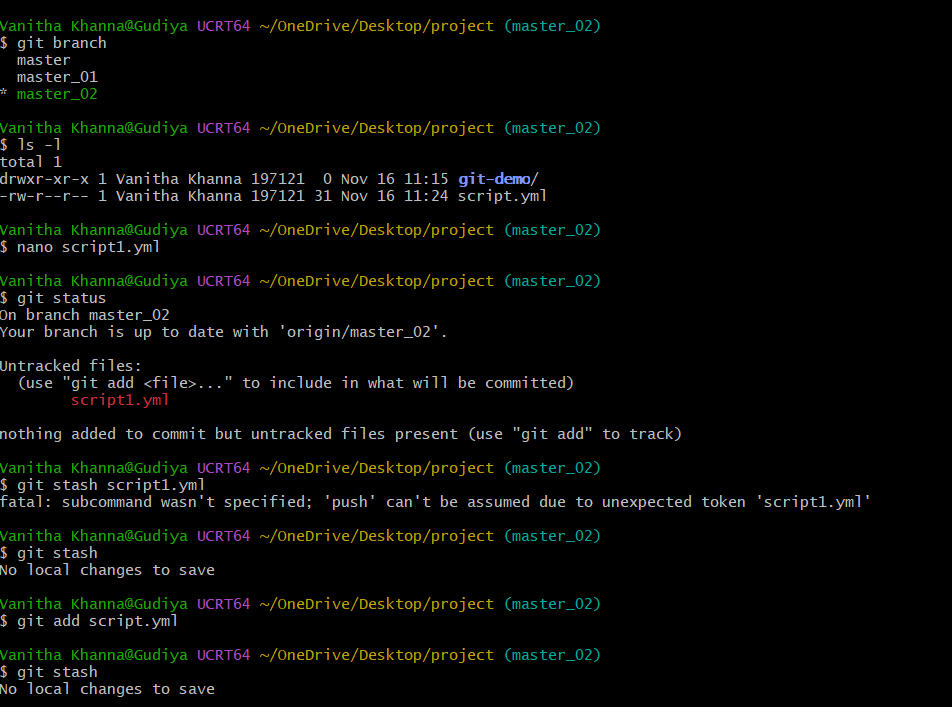 Vanitha Khanna@Gudiya UCRT64 ~/OneDrive/Desktop/project (master_02)
$ git branch
  master
  master_01
* master_02

Vanitha Khanna@Gudiya UCRT64 ~/OneDrive/Desktop/project (master_02)
$ ls -l
total 1
drwxr-xr-x 1 Vanitha Khanna 197121  0 Nov 16 11:15 git-demo/
-rw-r--r-- 1 Vanitha Khanna 197121 31 Nov 16 11:24 script.yml

Vanitha Khanna@Gudiya UCRT64 ~/OneDrive/Desktop/project (master_02)
$ nano script1.yml

Vanitha Khanna@Gudiya UCRT64 ~/OneDrive/Desktop/project (master_02)
$ git status
On branch master_02
Your branch is up to date with 'origin/master_02'.

Untracked files:
  (use "git add <file>..." to include in what will be committed)
        script1.yml

nothing added to commit but untracked files present (use "git add" to track)

Vanitha Khanna@Gudiya UCRT64 ~/OneDrive/Desktop/project (master_02)
$ git stash script1.yml
fatal: subcommand wasn't specified; 'push' can't be assumed due to unexpected token 'script1.yml'

Vanitha Khanna@Gudiya UCRT64 ~/OneDrive/Desktop/project (master_02)
$ git stash
No local changes to save

Vanitha Khanna@Gudiya UCRT64 ~/OneDrive/Desktop/project (master_02)
$ git add script.yml

Vanitha Khanna@Gudiya UCRT64 ~/OneDrive/Desktop/project (master_02)
$ git stash
No local changes to save